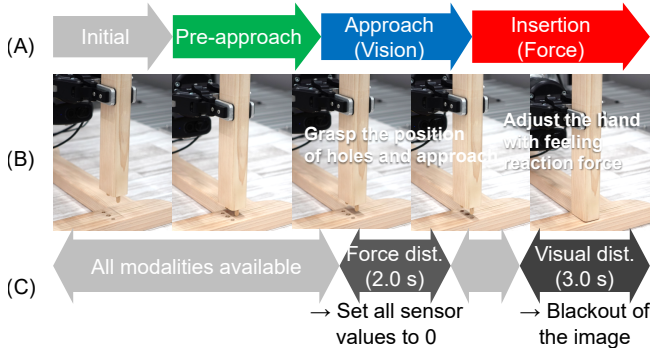 (A)
Initial
Pre-approach
Approach
(Vision)
Insertion
(Force)
(B)
Grasp the position
of holes and approach
Adjust the hand
with feeling
reaction force
(C)
All modalities available
Force dist.
(2.0 s)
Visual dist.
(3.0 s)
→ Set all sensor
values to 0
→ Blackout of
the image